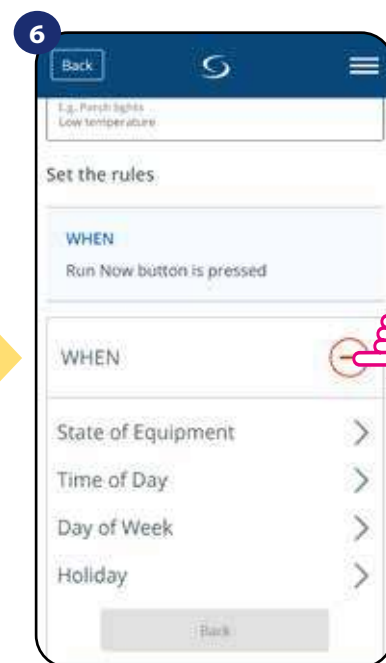 6
Back
E.g. Porch lights
Low temperature
Set the rules
WHEN
Run Now button is pressed
WHEN
State of Equipment
Time of Day
Day of Week
Holiday
Back